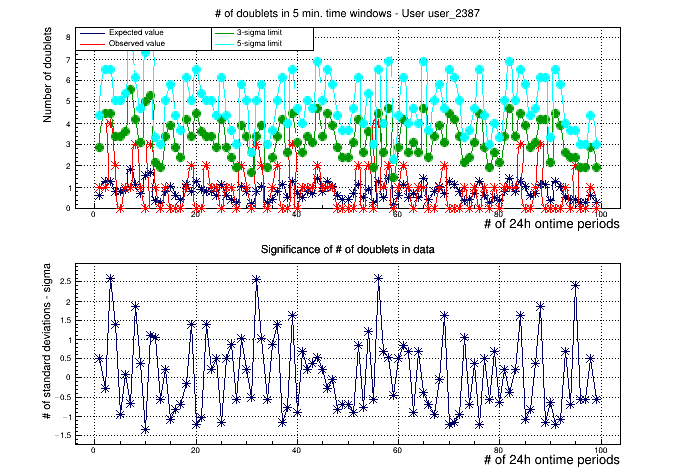 # of doublets in 5 min. time windows - User user_2387
Number of doublets
Expected value
Observed value
3-sigma limit
5-sigma limit
8
7
6
5
4
3
2
1
0
0 20 40 60 80 100
# of 24h ontime periods
Significance of # of doublets in data
# of standard deviations - sigma
2.5
2
1.5
1
0.5
0
-0.5
-1
-1.5
0 20 40 60 80 100
# of 24h ontime periods